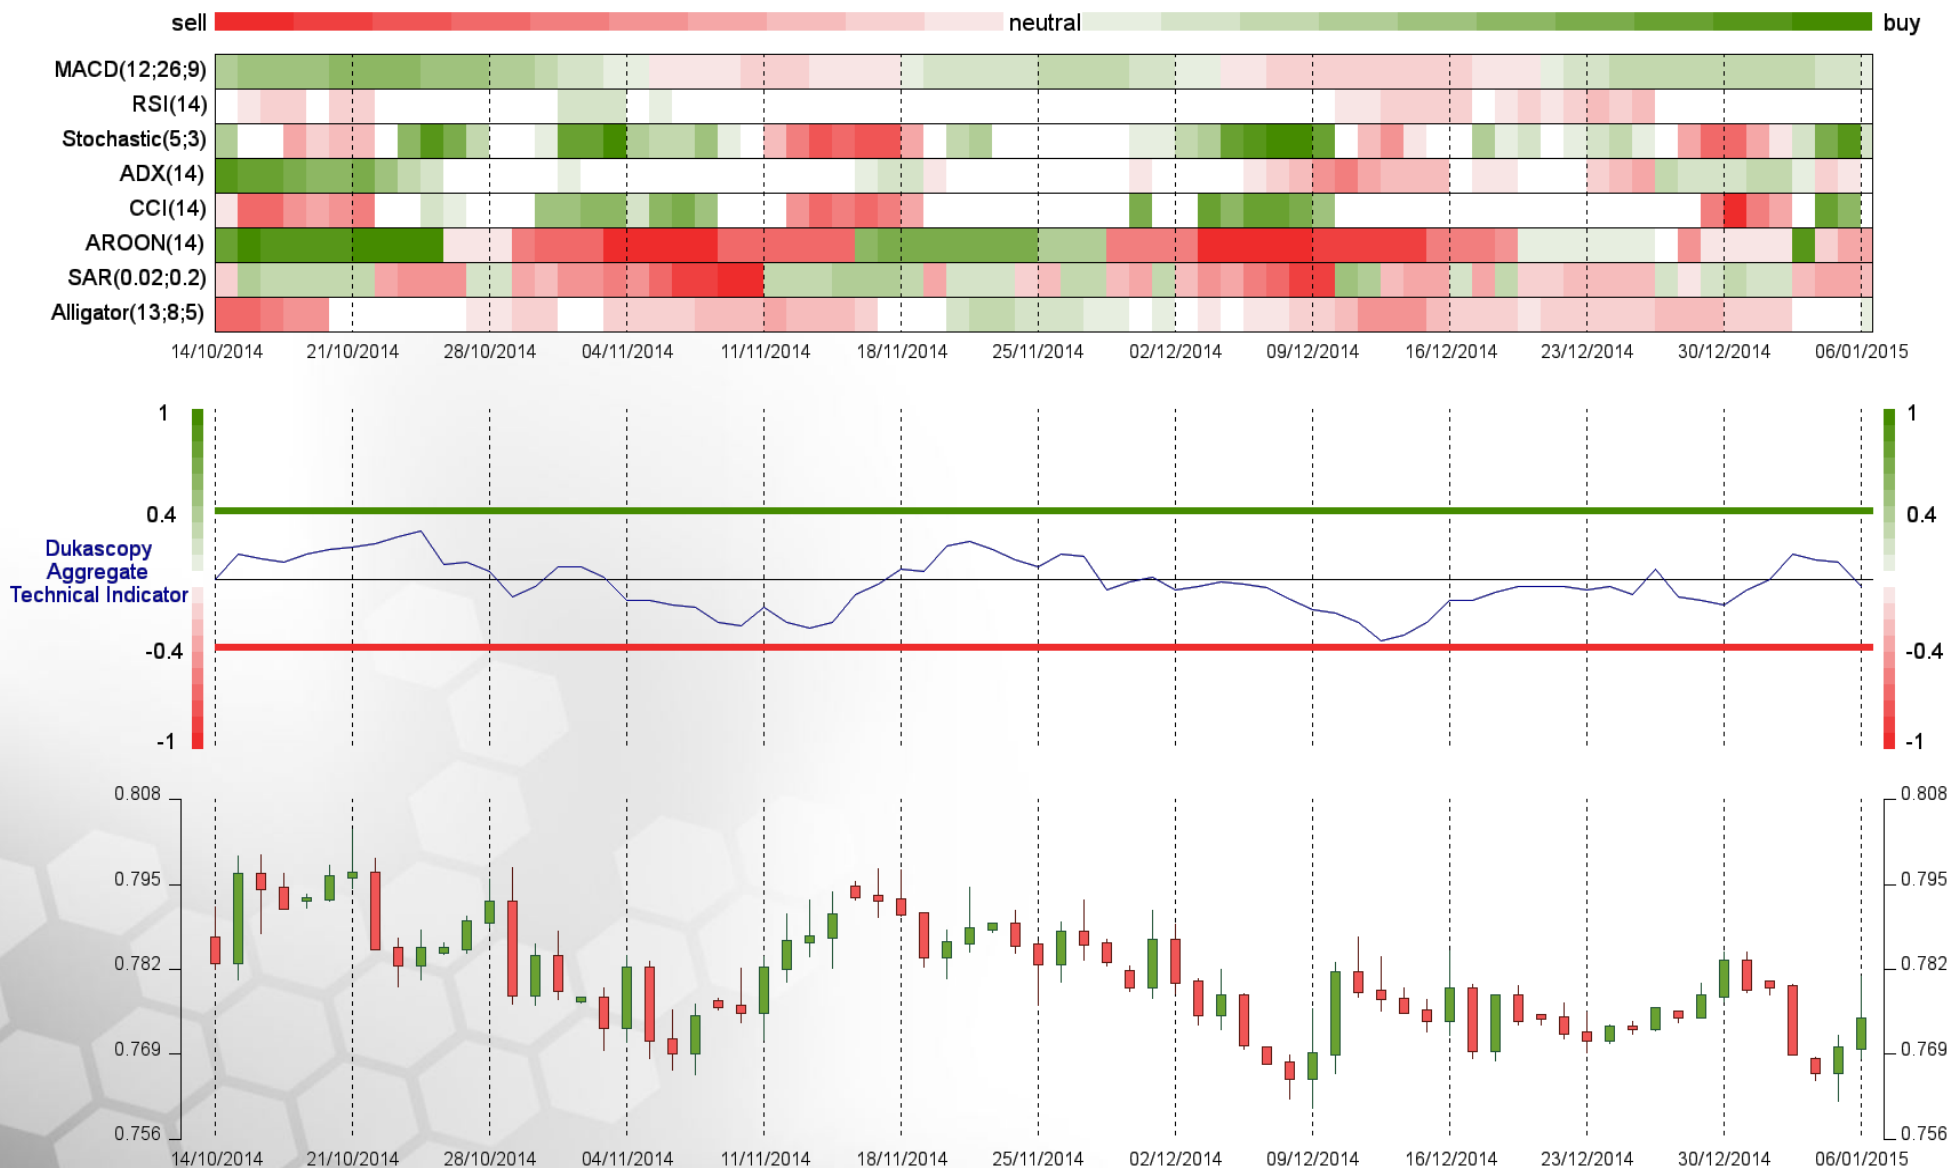 sell neutral buy
MACD(12;26;9)
RSI(14)
Stochastic(5;3)
ADX(14)
CCI(14)
AROON(14)
SAR(0.02;0.2)
Alligator(13;8;5)
14/10/2014 21/10/2014 28/10/2014 04/11/2014 11/11/2014 18/11/2014 25/11/2014 02/12/2014 09/12/2014 16/12/2014 23/12/2014 30/12/2014 06/01/2015
1 1
0.4 0.4
Dukascopy
Aggregate
Technical Indicator
-0.4 -0.4
-1 -1
0.808 0.808
0.795 0.795
0.782 0.782
0.769 0.769
0.756 0.756
14/10/2014 21/10/2014 28/10/2014 04/11/2014 11/11/2014 18/11/2014 25/11/2014 02/12/2014 09/12/2014 16/12/2014 23/12/2014 30/12/2014 06/01/2015